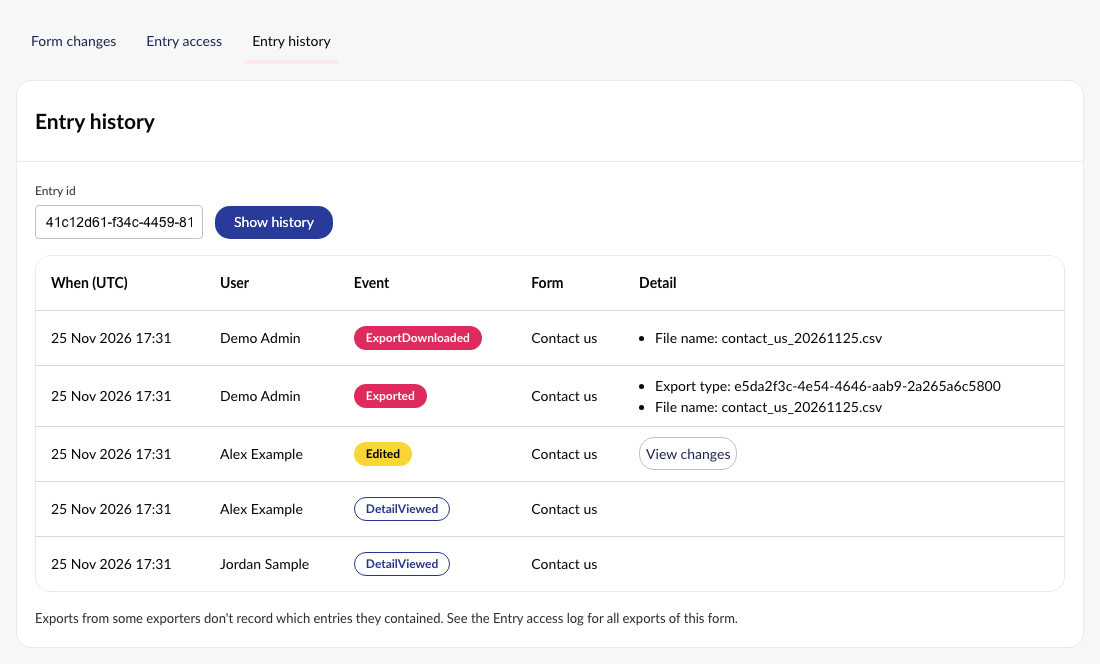 Form changes Entry access Entry history
Entry history
Entry id
41c12d61-f34c-4459-81 Show history
When (UTC) User Event Form Detail
25 Nov 2026 17:31 Demo Admin ExportDownloaded Contact us • File name: contact_us_20261125.csv
25 Nov 2026 17:31 Demo Admin Exported Contact us • Export type: e5da2f3c-4e54-4646-aab9-2a265a6c5800
• File name: contact_us_20261125.csv
25 Nov 2026 17:31 Alex Example Edited Contact us View changes
25 Nov 2026 17:31 Alex Example DetailViewed Contact us
25 Nov 2026 17:31 Jordan Sample DetailViewed Contact us
Exports from some exporters don't record which entries they contained. See the Entry access log for all exports of this form.